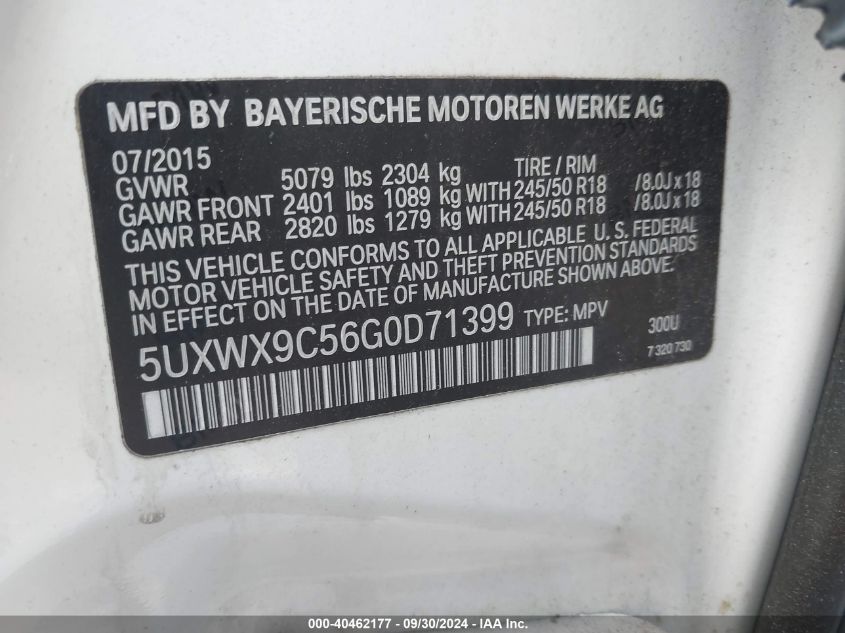 MFD BY BAYERISCHE MOTOREN WERKE AG
07/2015
GVWR 5079 lbs 2304 kg TIRE / RIM
GAWR FRONT 2401 lbs 1089 kg WITH 245/50 R18 /8.0J x 18
GAWR REAR 2820 lbs 1279 kg WITH 245/50 R18 /8.0J x 18
THIS VEHICLE CONFORMS TO ALL APPLICABLE U. S. FEDERAL
MOTOR VEHICLE SAFETY AND THEFT PREVENTION STANDARDS
IN EFFECT ON THE DATE OF MANUFACTURE SHOWN ABOVE.
5UXWX9C56G0D71399 TYPE: MPV 300U
7 320 730
000-40462177 - 09/30/2024 - IAAI.com